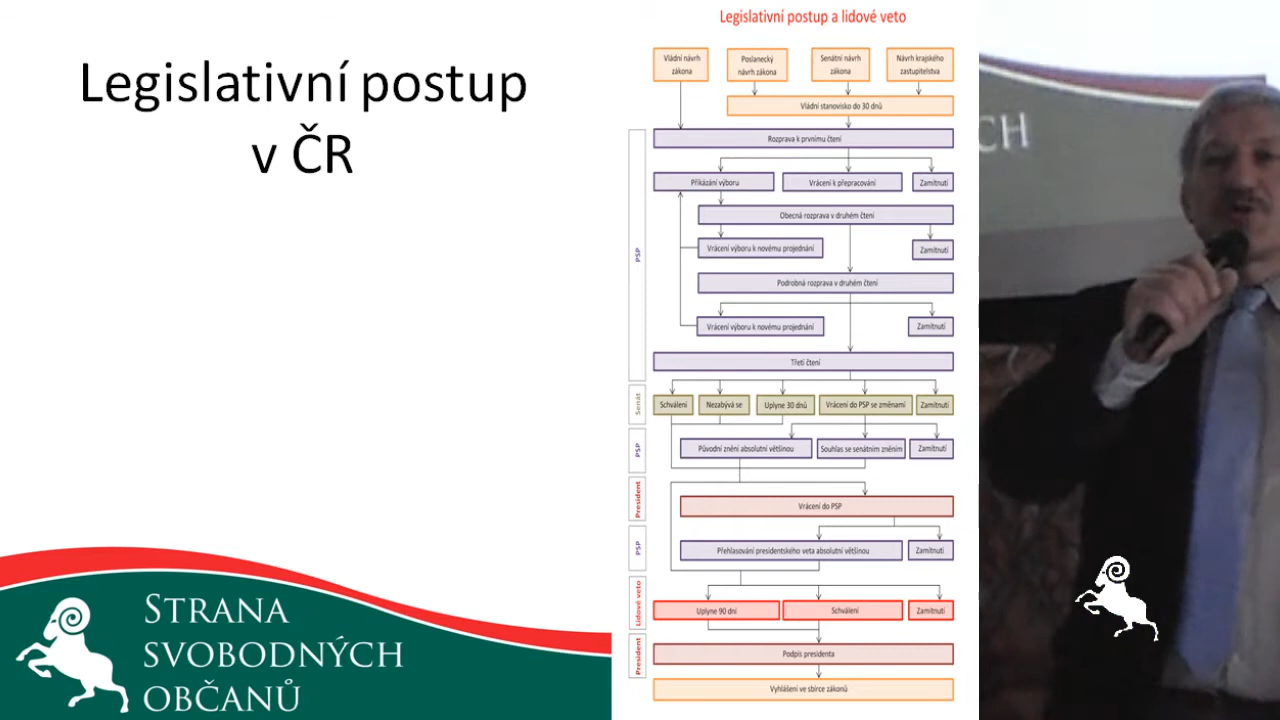 Legislativní postup
v ČR
STRANA
SVOBODNÝCH
OBČANŮ
Legislativní postup a lidové veto
Vládní návrh
zákona
Poslanecký
návrh zákona
Senátní návrh
zákona
Návrh krajského
zastupitelstva
Vládní stanovisko do 30 dnů
PSP
Rozprava k prvnímu čtení
Přikázání výboru
Vrácení k přepracování
Zamítnutí
Obecná rozprava v druhém čtení
Vrácení výboru k novému projednání
Zamítnutí
Podrobná rozprava v druhém čtení
Vrácení výboru k novému projednání
Zamítnutí
Třetí čtení
Senát
Schválení
Nezabývá se
Uplyne 30 dnů
Vrácení do PSP se změnami
Zamítnutí
PSP
Původní znění absolutní většinou
Souhlas se senátním zněním
Zamítnutí
President
Vrácení do PSP
PSP
Přehlasování presidentského veta absolutní většinou
Zamítnutí
Lidové veto
Uplyne 90 dní
Schválení
Zamítnutí
President
Podpis presidenta
Vyhlášení ve sbírce zákonů
CH